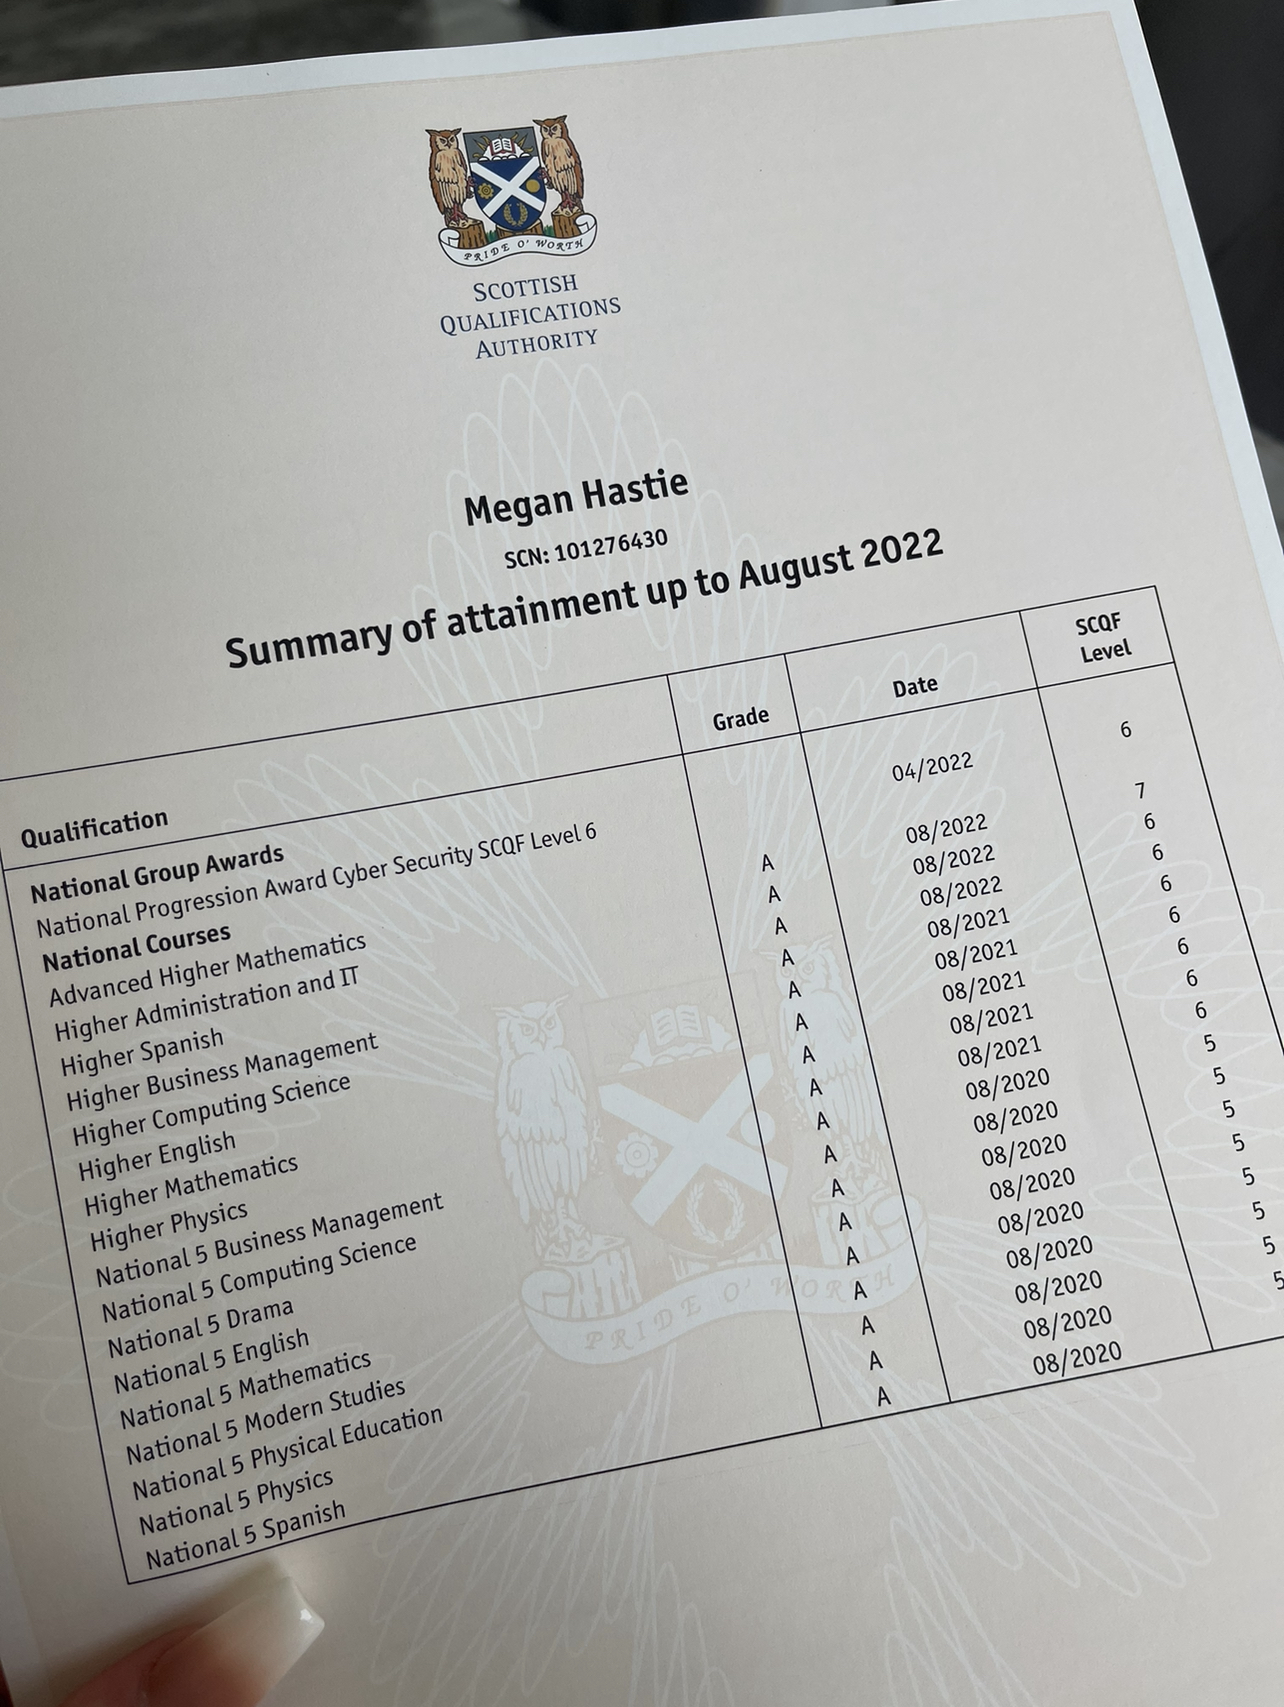 PRIDE O' WORTH
SCOTTISH
QUALIFICATIONS
AUTHORITY
Megan Hastie
SCN: 101276430
Summary of attainment up to August 2022
Qualification Grade Date SCQF Level
National Group Awards
National Progression Award Cyber Security SCQF Level 6 04/2022 6
National Courses
Advanced Higher Mathematics A 08/2022 7
Higher Administration and IT A 08/2022 6
Higher Spanish A 08/2022 6
Higher Business Management A 08/2021 6
Higher Computing Science A 08/2021 6
Higher English A 08/2021 6
Higher Mathematics A 08/2021 6
Higher Physics A 08/2021 6
National 5 Business Management A 08/2020 5
National 5 Computing Science A 08/2020 5
National 5 Drama A 08/2020 5
National 5 English A 08/2020 5
National 5 Mathematics A 08/2020 5
National 5 Modern Studies A 08/2020 5
National 5 Physical Education A 08/2020 5
National 5 Physics A 08/2020 5
National 5 Spanish A 08/2020
PRIDE O' WORTH